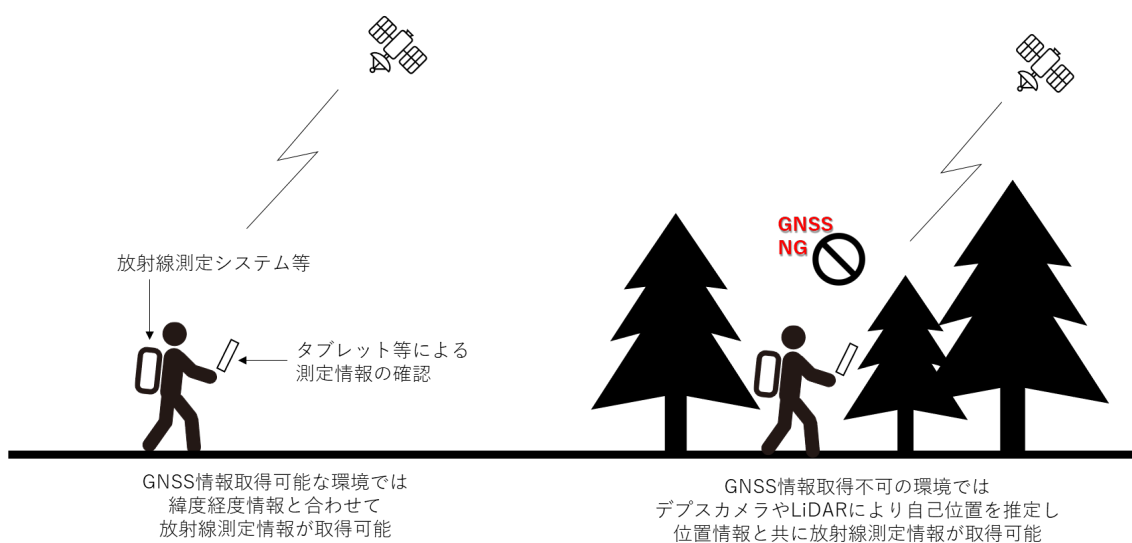 放射線測定システム等
タブレット等による
測定情報の確認
GNSS情報取得可能な環境では
緯度経度情報と合わせて
放射線測定情報が取得可能
GNSS
NG
GNSS情報取得不可の環境では
デプスカメラやLiDARにより自己位置を推定し
位置情報と共に放射線測定情報が取得可能